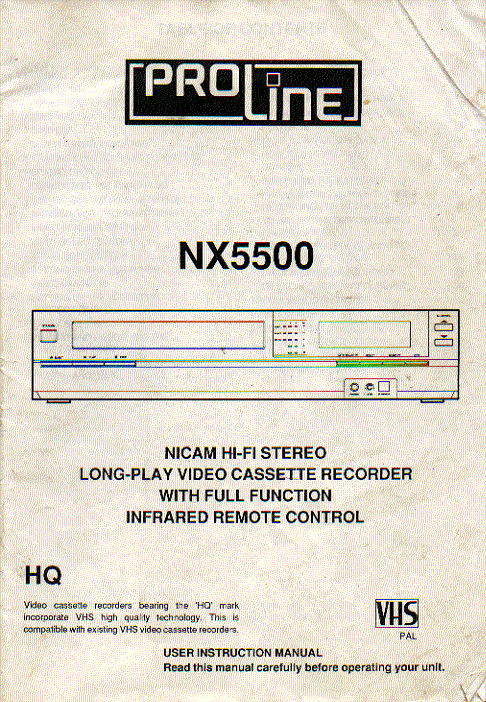 PROLINE
NX5500
NICAM HI-FI STEREO
LONG-PLAY VIDEO CASSETTE RECORDER
WITH FULL FUNCTION
INFRARED REMOTE CONTROL
HQ
Video cassette recorders bearing the 'HQ' mark
incorporate VHS high quality technology. This is
compatible with existing VHS video cassette recorders.
VHS
PAL
USER INSTRUCTION MANUAL
Read this manual carefully before operating your unit.